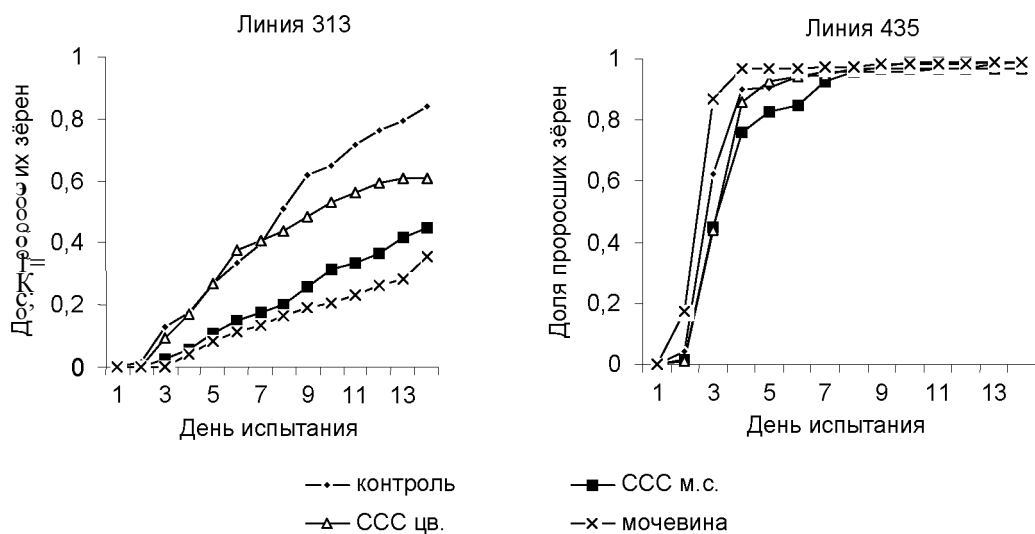 Линия 313
1
0,8
0,6
0,4
0,2
0
их зёрен
1 3 5 7 9 11 13
День испытания
Линия 435
1
0,8
0,6
0,4
0,2
0
Доля проросших зёрен
1 3 5 7 9 11 13
День испытания
контроль
ССС м.с.
ССС цв.
мочевина